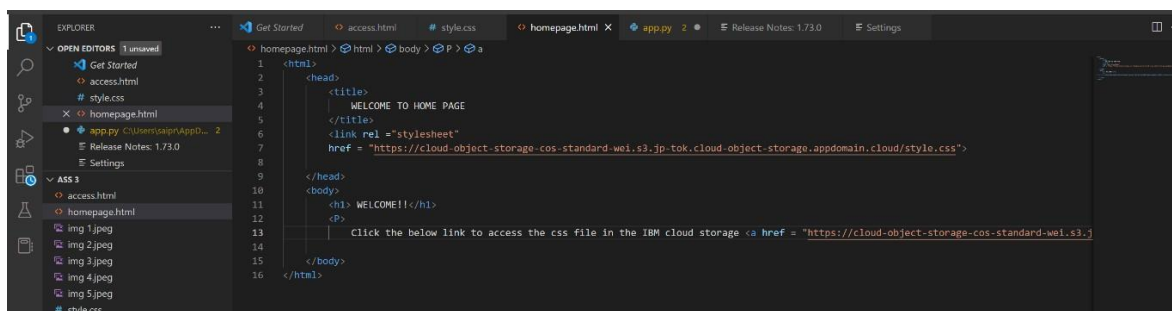 EXPLORER
OPEN EDITORS 1 unsaved
Get Started
access.html
# style.css
homepage.html
app.py C:\Users\saipr\AppD... 2
Release Notes: 1.73.0
Settings
ASS 3
access.html
homepage.html
img 1.jpeg
img 2.jpeg
img 3.jpeg
img 4.jpeg
img 5.jpeg
# style.css
Get Started access.html # style.css homepage.html app.py 2 Release Notes: 1.73.0 Settings
homepage.html > html > body > P > a
1 <html>
2 <head>
3 <title>
4 WELCOME TO HOME PAGE
5 </title>
6 <link rel ="stylesheet"
7 href = "https://cloud-object-storage-cos-standard-wei.s3.jp-tok.cloud-object-storage.appdomain.cloud/style.css">
8
9 </head>
10 <body>
11 <h1> WELCOME!!</h1>
12 <P>
13 Click the below link to access the css file in the IBM cloud storage <a href = "https://cloud-object-storage-cos-standard-wei.s3.j
14
15 </body>
16 </html>